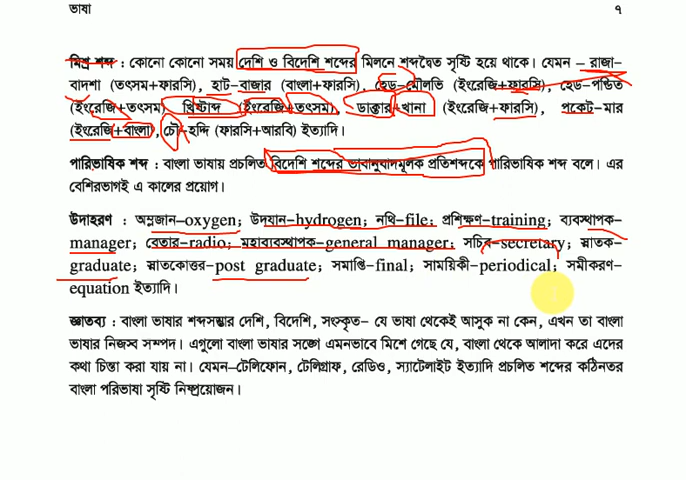 ভাষা ৭
মিশ্র শব্দ : কোনো কোনো সময় দেশি ও বিদেশি শব্দের মিলনে শব্দদ্বৈত সৃষ্টি হয়ে থাকে। যেমন – রাজা-
বাদশা (তৎসম+ফারসি), হাট-বাজার (বাংলা+ফারসি), হেড-মৌলভি (ইংরেজি+ফারসি), হেড-পন্ডিত
(ইংরেজি+তৎসম) খ্রিষ্টাব্দ (ইংরেজি+তৎসম), ডাক্তার-খানা (ইংরেজি+ফারসি), পকেট-মার
(ইংরেজি+বাংলা), চৌ-হদ্দি (ফারসি+আরবি) ইত্যাদি।
পারিভাষিক শব্দ : বাংলা ভাষায় প্রচলিত বিদেশি শব্দের ভাবানুবাদমূলক প্রতিশব্দকে পারিভাষিক শব্দ বলে। এর
বেশিরভাগই এ কালের প্রয়োগ।
উদাহরণ : অম্লজান-oxygen; উদযান-hydrogen; নথি-file; প্রশিক্ষণ-training; ব্যবস্থাপক-
manager; বেতার-radio; মহাব্যবস্থাপক-general manager; সচিব-secretary; স্নাতক-
graduate; স্নাতকোত্তর-post graduate; সমাপ্তি-final; সাময়িকী-periodical; সমীকরণ-
equation ইত্যাদি।
জ্ঞাতব্য : বাংলা ভাষার শব্দসম্ভার দেশি, বিদেশি, সংস্কৃত- যে ভাষা থেকেই আসুক না কেন, এখন তা বাংলা
ভাষার নিজস্ব সম্পদ। এগুলো বাংলা ভাষার সঙ্গে এমনভাবে মিশে গেছে যে, বাংলা থেকে আলাদা করে এদের
কথা চিন্তা করা যায় না। যেমন-টেলিফোন, টেলিগ্রাফ, রেডিও, স্যাটেলাইট ইত্যাদি প্রচলিত শব্দের কঠিনতর
বাংলা পরিভাষা সৃষ্টি নিষ্প্রয়োজন।